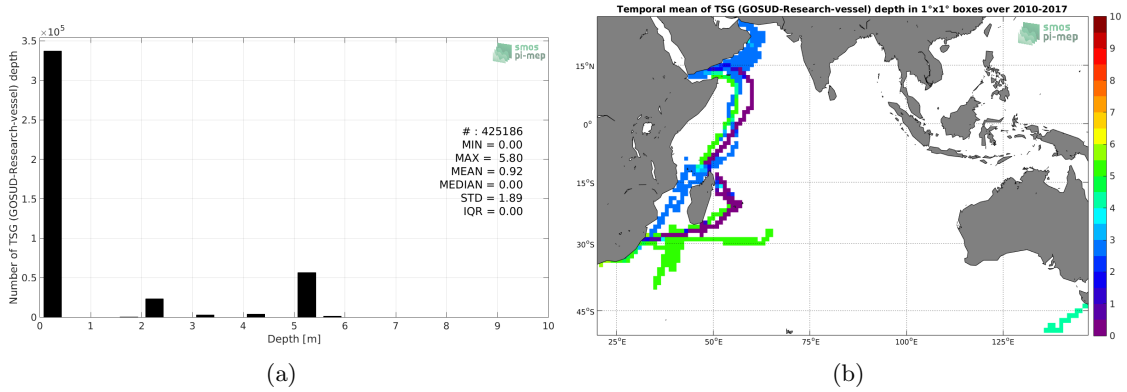 ×10⁵
3.5
3
2.5
2
1.5
1
0.5
0
Number of TSG (GOSUD-Research-vessel) depth
smos
pi-mep
# : 425186
MIN = 0.00
MAX = 5.80
MEAN = 0.92
MEDIAN = 0.00
STD = 1.89
IQR = 0.00
0 1 2 3 4 5 6 7 8 9 10
Depth [m]
(a)
Temporal mean of TSG (GOSUD-Research-vessel) depth in 1°x1° boxes over 2010-2017
smos
pi-mep
15°N
0°
15°S
30°S
45°S
25°E 50°E 75°E 100°E 125°E
10
9
8
7
6
5
4
3
2
1
0
(b)